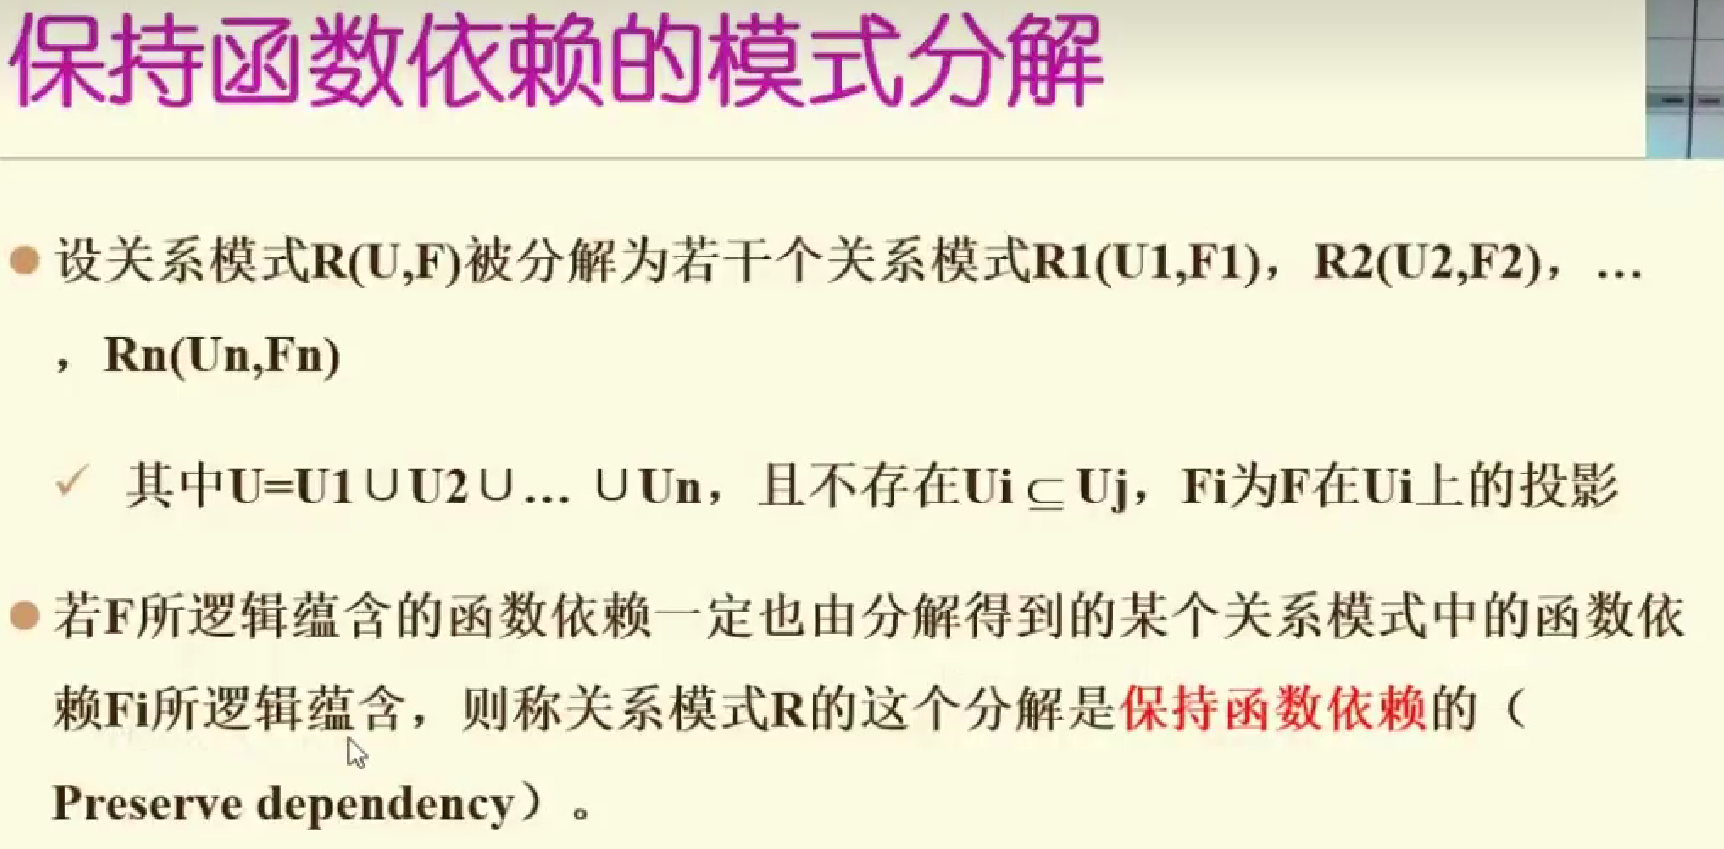 保持函数依赖的模式分解
设关系模式R(U,F)被分解为若干个关系模式R1(U1,F1)，R2(U2,F2)，…
，Rn(Un,Fn)
其中U=U1∪U2∪… ∪Un，且不存在Ui⊆Uj，Fi为F在Ui上的投影
若F所逻辑蕴含的函数依赖一定也由分解得到的某个关系模式中的函数依
赖Fi所逻辑蕴含，则称关系模式R的这个分解是保持函数依赖的（
Preserve dependency）。